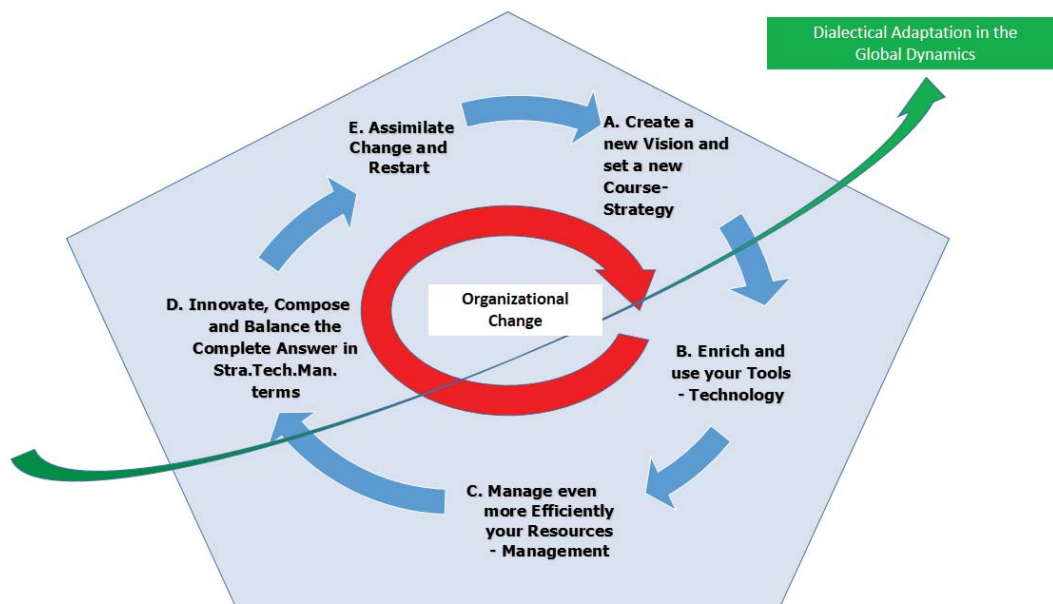 Dialectical Adaptation in the
Global Dynamics
E. Assimilate
Change and
Restart
A. Create a
new Vision and
set a new
Course-
Strategy
Organizational
Change
D. Innovate, Compose
and Balance the
Complete Answer in
Stra.Tech.Man.
terms
B. Enrich and
use your Tools
- Technology
C. Manage even
more Efficiently
your Resources
- Management